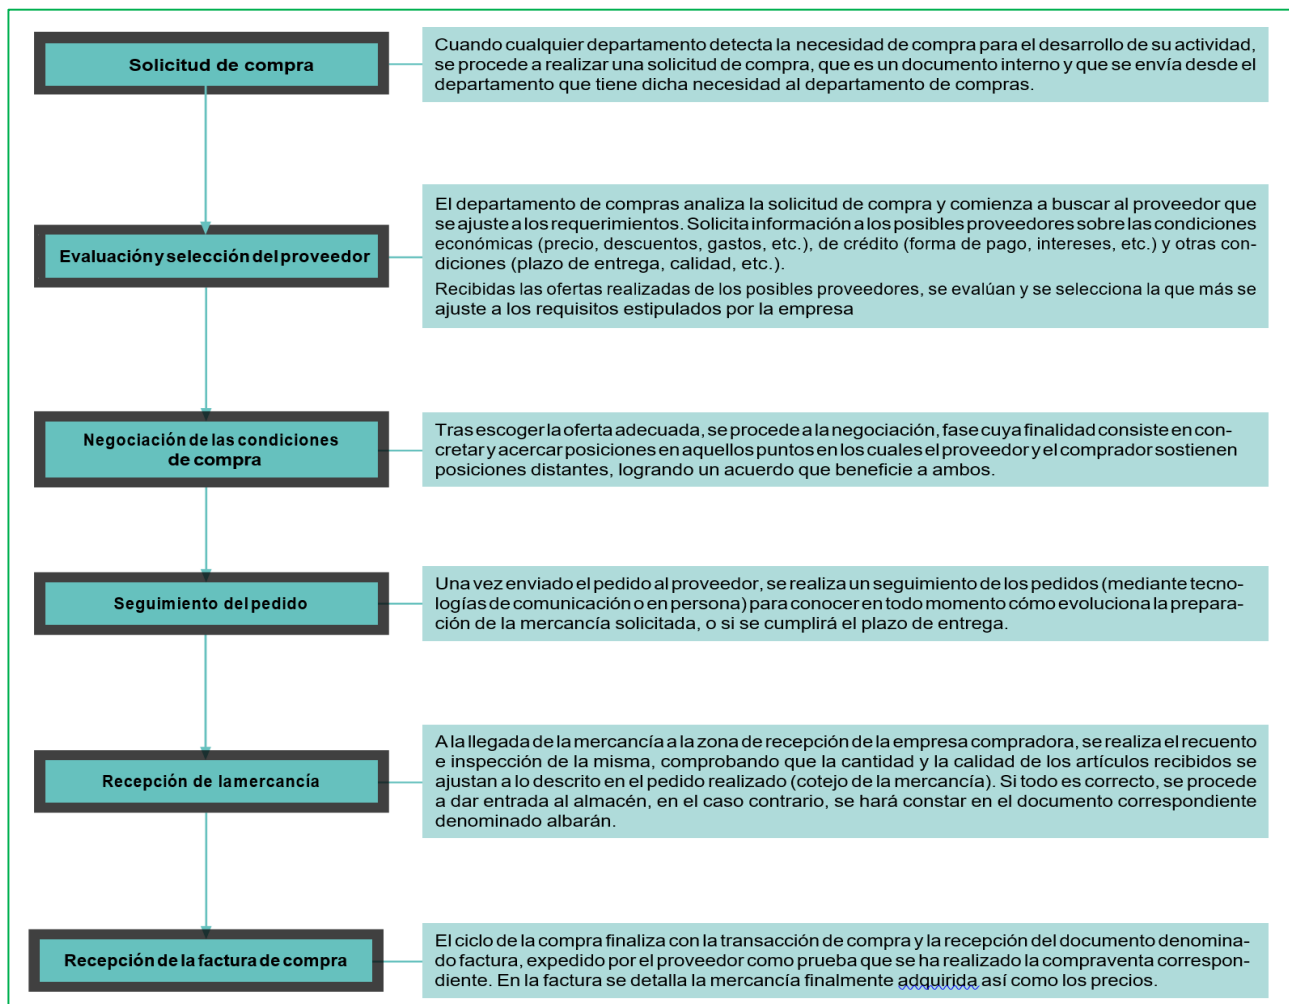 Solicitud de compra
Cuando cualquier departamento detecta la necesidad de compra para el desarrollo de su actividad,
se procede a realizar una solicitud de compra, que es un documento interno y que se envía desde el
departamento que tiene dicha necesidad al departamento de compras.
Evaluación y selección del proveedor
El departamento de compras analiza la solicitud de compra y comienza a buscar al proveedor que
se ajuste a los requerimientos. Solicita información a los posibles proveedores sobre las condiciones
económicas (precio, descuentos, gastos, etc.), de crédito (forma de pago, intereses, etc.) y otras con-
diciones (plazo de entrega, calidad, etc.).
Recibidas las ofertas realizadas de los posibles proveedores, se evalúan y se selecciona la que más se
ajuste a los requisitos estipulados por la empresa
Negociación de las condiciones
de compra
Tras escoger la oferta adecuada, se procede a la negociación, fase cuya finalidad consiste en con-
cretar y acercar posiciones en aquellos puntos en los cuales el proveedor y el comprador sostienen
posiciones distantes, logrando un acuerdo que beneficie a ambos.
Seguimiento del pedido
Una vez enviado el pedido al proveedor, se realiza un seguimiento de los pedidos (mediante tecno-
logías de comunicación o en persona) para conocer en todo momento cómo evoluciona la prepara-
ción de la mercancía solicitada, o si se cumplirá el plazo de entrega.
Recepción de la mercancía
A la llegada de la mercancía a la zona de recepción de la empresa compradora, se realiza el recuento
e inspección de la misma, comprobando que la cantidad y la calidad de los artículos recibidos se
ajustan a lo descrito en el pedido realizado (cotejo de la mercancía). Si todo es correcto, se procede
a dar entrada al almacén, en el caso contrario, se hará constar en el documento correspondiente
denominado albarán.
Recepción de la factura de compra
El ciclo de la compra finaliza con la transacción de compra y la recepción del documento denomina-
do factura, expedido por el proveedor como prueba que se ha realizado la compraventa correspon-
diente. En la factura se detalla la mercancía finalmente adquirida así como los precios.